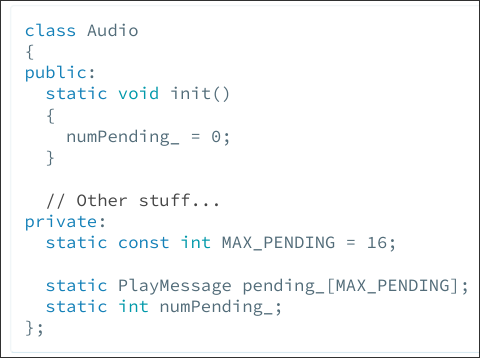 class Audio
{
public:
  static void init()
  {
    numPending_ = 0;
  }

  // Other stuff...
private:
  static const int MAX_PENDING = 16;

  static PlayMessage pending_[MAX_PENDING];
  static int numPending_;
};